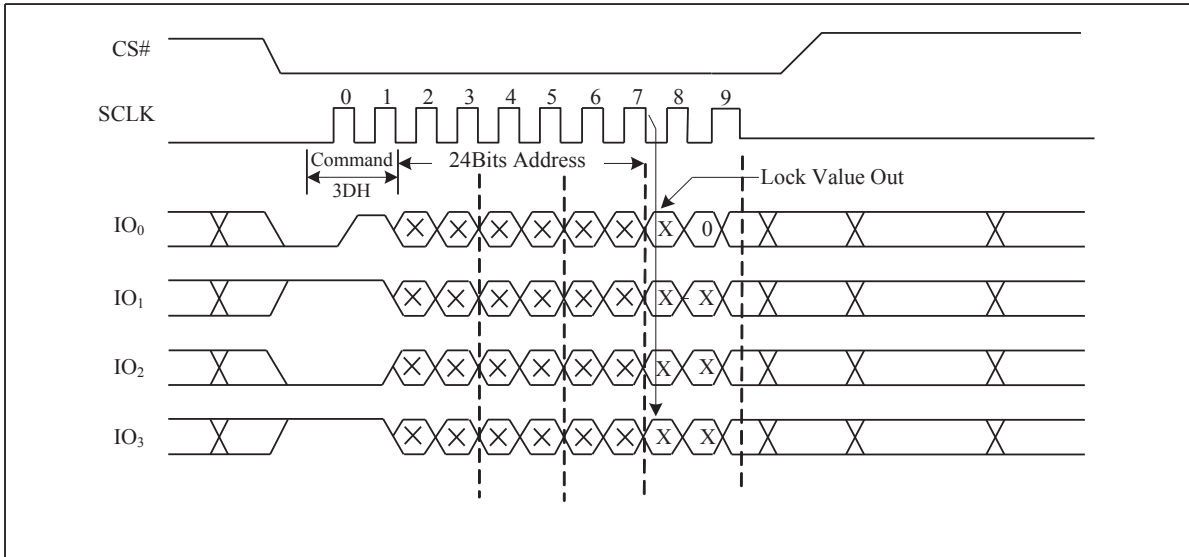 CS#
SCLK
0 1 2 3 4 5 6 7 8 9
Command
24Bits Address
3DH
Lock Value Out
IO₀
X 0
IO₁
X X
IO₂
X X
IO₃
X X